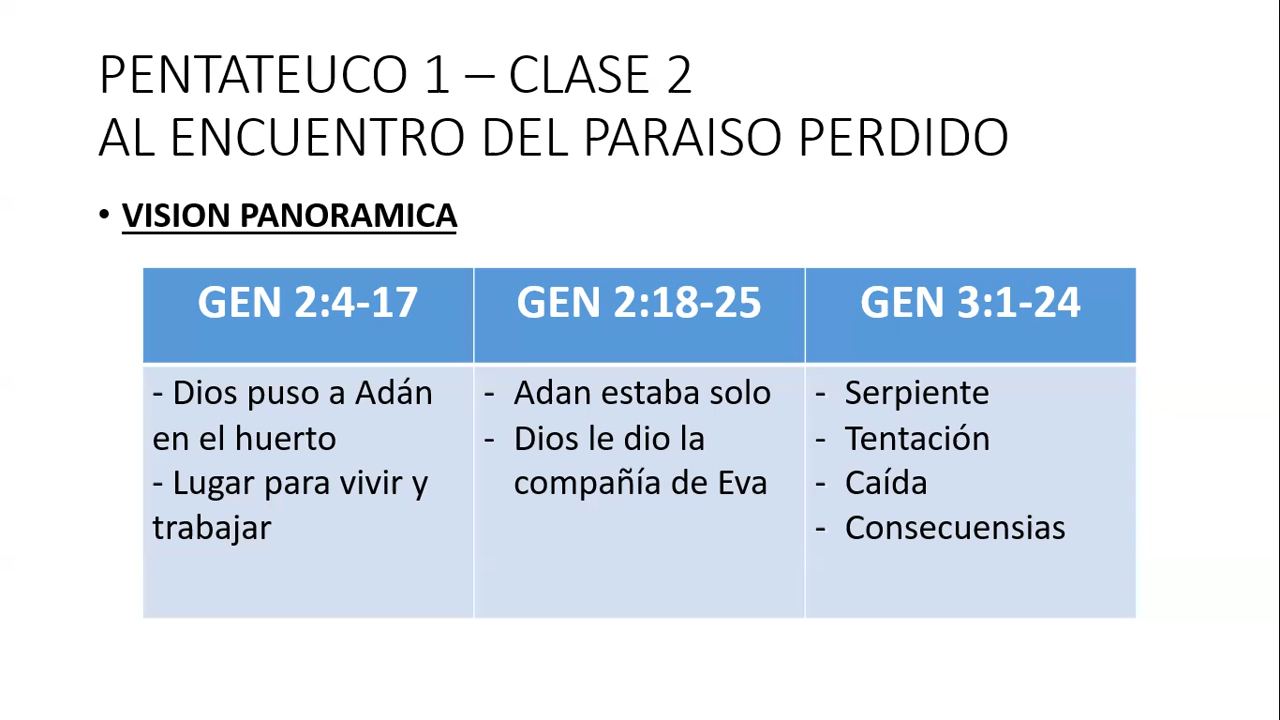 PENTATEUCO 1 – CLASE 2
AL ENCUENTRO DEL PARAISO PERDIDO
• VISION PANORAMICA
GEN 2:4-17
- Dios puso a Adán
en el huerto
- Lugar para vivir y
trabajar
GEN 2:18-25
- Adan estaba solo
- Dios le dio la
compañía de Eva
GEN 3:1-24
- Serpiente
- Tentación
- Caída
- Consecuensias